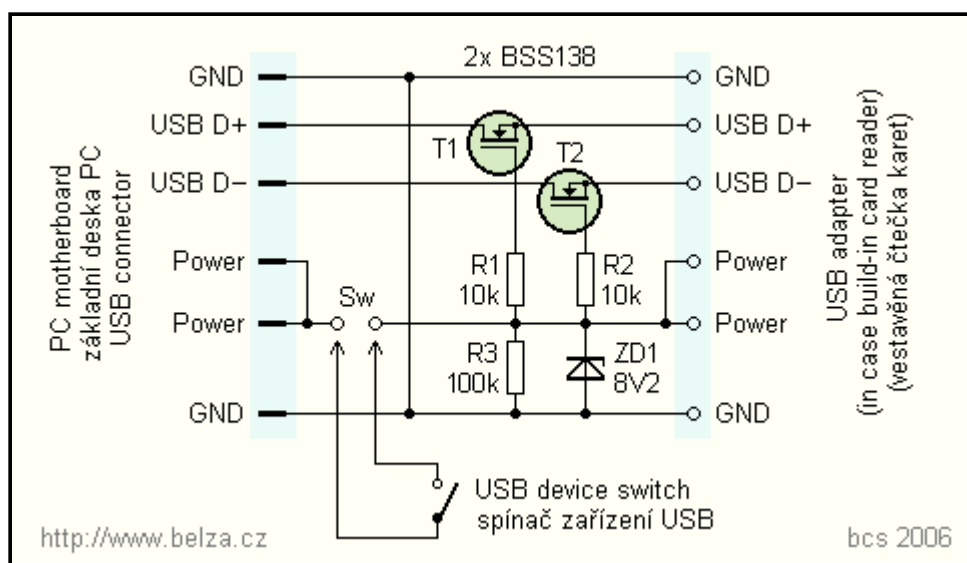 2x BSS138
GND
USB D+
USB D−
Power
Power
GND
PC motherboard
základní deska PC
USB connector
T1
T2
R1
10k
R2
10k
Sw
R3
100k
ZD1
8V2
GND
USB D+
USB D−
Power
Power
GND
USB adapter
(in case build-in card reader)
(vestavěná čtečka karet)
USB device switch
spínač zařízení USB
http://www.belza.cz
bcs 2006